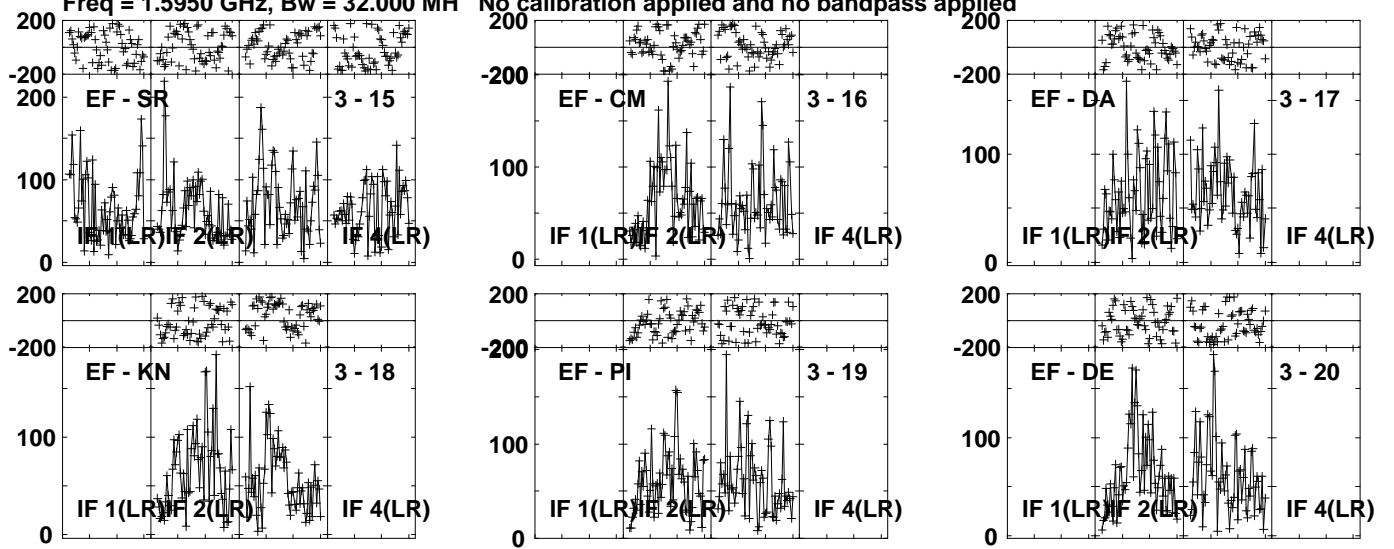 Freq = 1.5950 GHz, Bw = 32.000 MH No calibration applied and no bandpass applied
200
-200
200
100
0
EF - SR
3 - 15
IF 1(LR) IF 2(LR) IF 4(LR)
200
100
0
EF - CM
3 - 16
IF 1(LR) IF 2(LR) IF 4(LR)
200
-200
100
0
EF - DA
3 - 17
IF 1(LR) IF 2(LR) IF 4(LR)
200
-200
100
0
EF - KN
3 - 18
IF 1(LR) IF 2(LR) IF 4(LR)
200
-200
100
0
EF - PI
3 - 19
IF 1(LR) IF 2(LR) IF 4(LR)
200
-200
100
0
EF - DE
3 - 20
IF 1(LR) IF 2(LR) IF 4(LR)